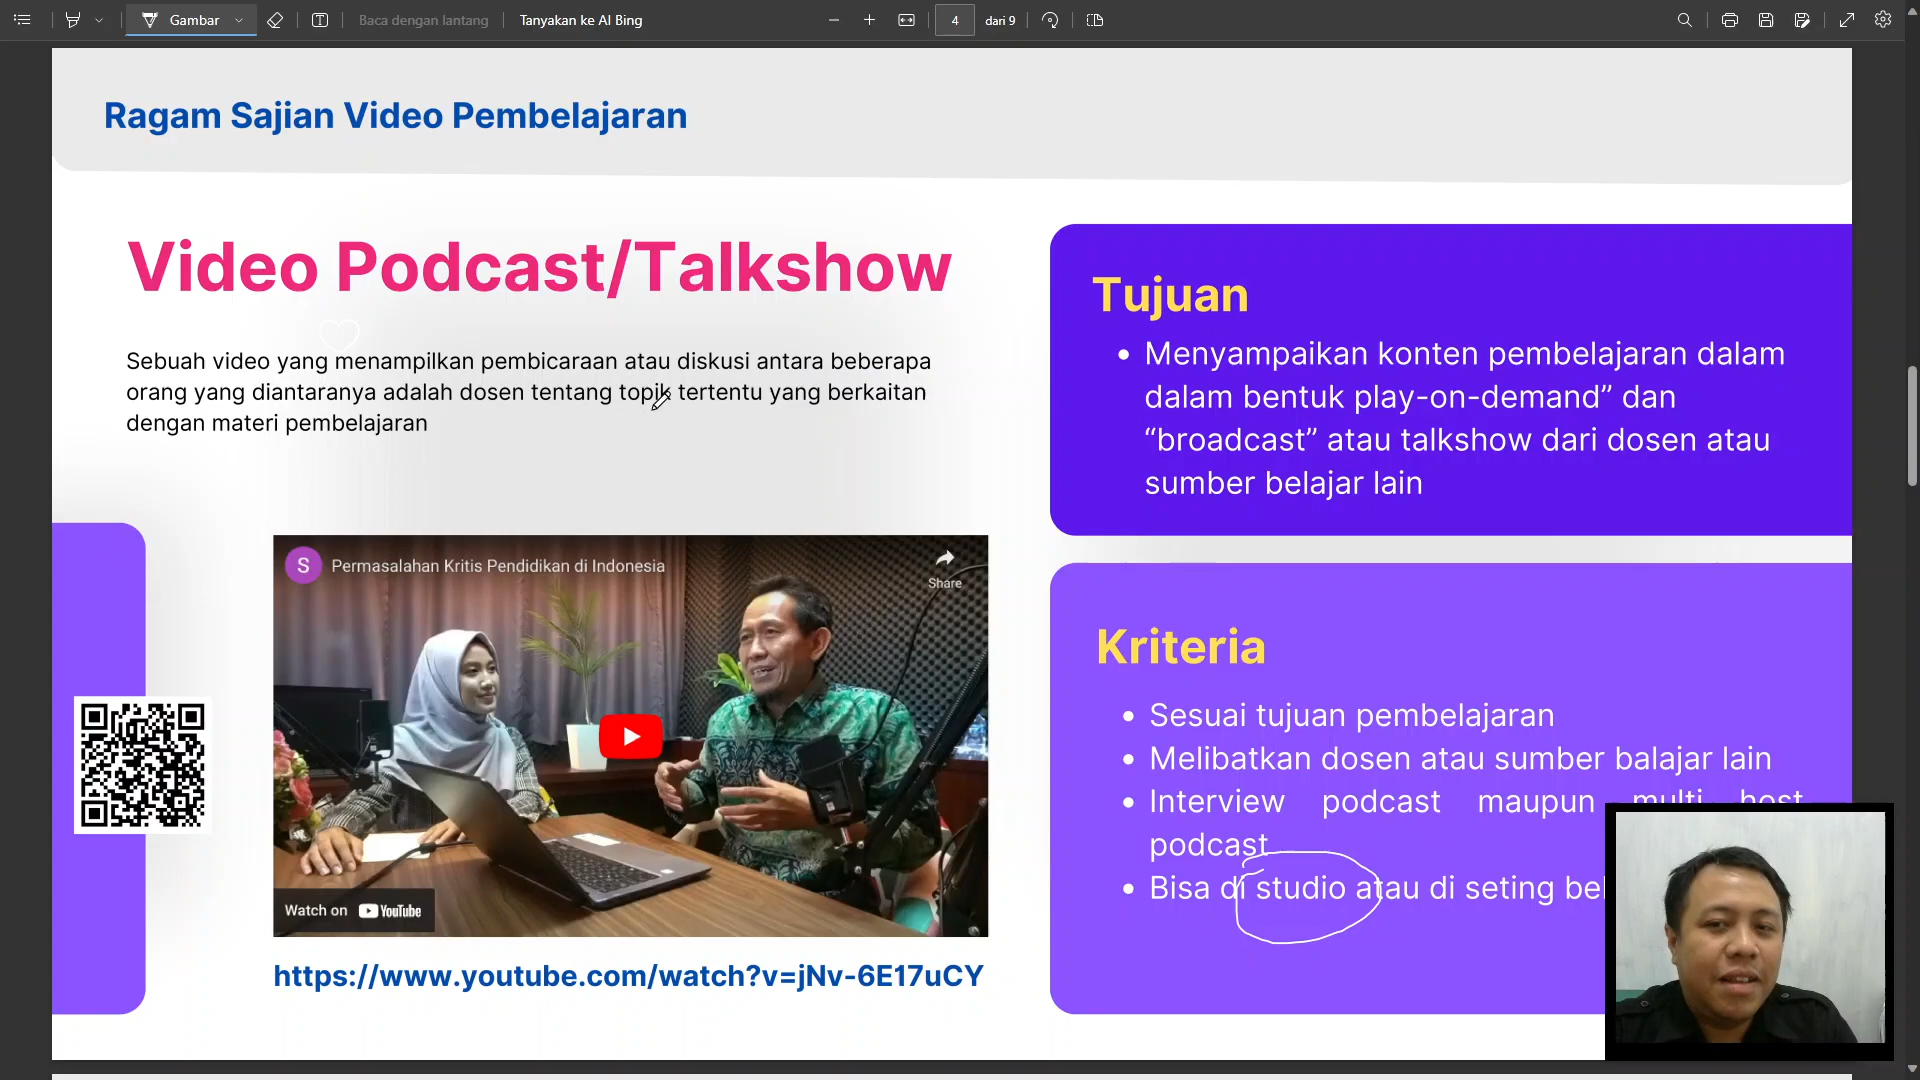 Gambar
Baca dengan lantang
Tanyakan ke AI Bing
4
dari 9
Ragam Sajian Video Pembelajaran
Video Podcast/Talkshow
Sebuah video yang menampilkan pembicaraan atau diskusi antara beberapa
orang yang diantaranya adalah dosen tentang topik tertentu yang berkaitan
dengan materi pembelajaran
S
Permasalahan Kritis Pendidikan di Indonesia
Share
Watch on YouTube
https://www.youtube.com/watch?v=jNv-6E17uCY
Tujuan
• Menyampaikan konten pembelajaran dalam
dalam bentuk play-on-demand” dan
“broadcast” atau talkshow dari dosen atau
sumber belajar lain
Kriteria
• Sesuai tujuan pembelajaran
• Melibatkan dosen atau sumber balajar lain
• Interview podcast maupun multi host
podcast
• Bisa di studio atau di seting